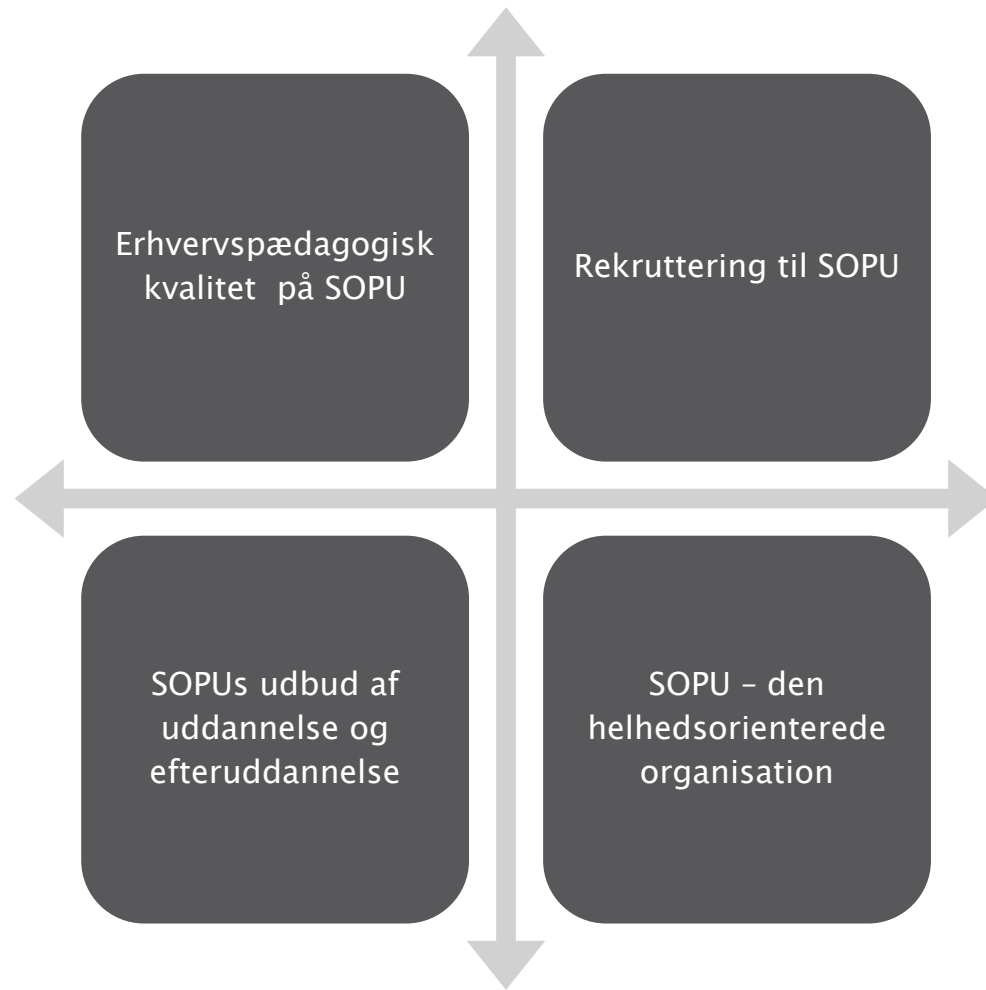 Erhvervspædagogisk
kvalitet  på SOPU
Rekruttering til SOPU
SOPUs udbud af
uddannelse og
efteruddannelse
SOPU – den
helhedsorienterede
organisation